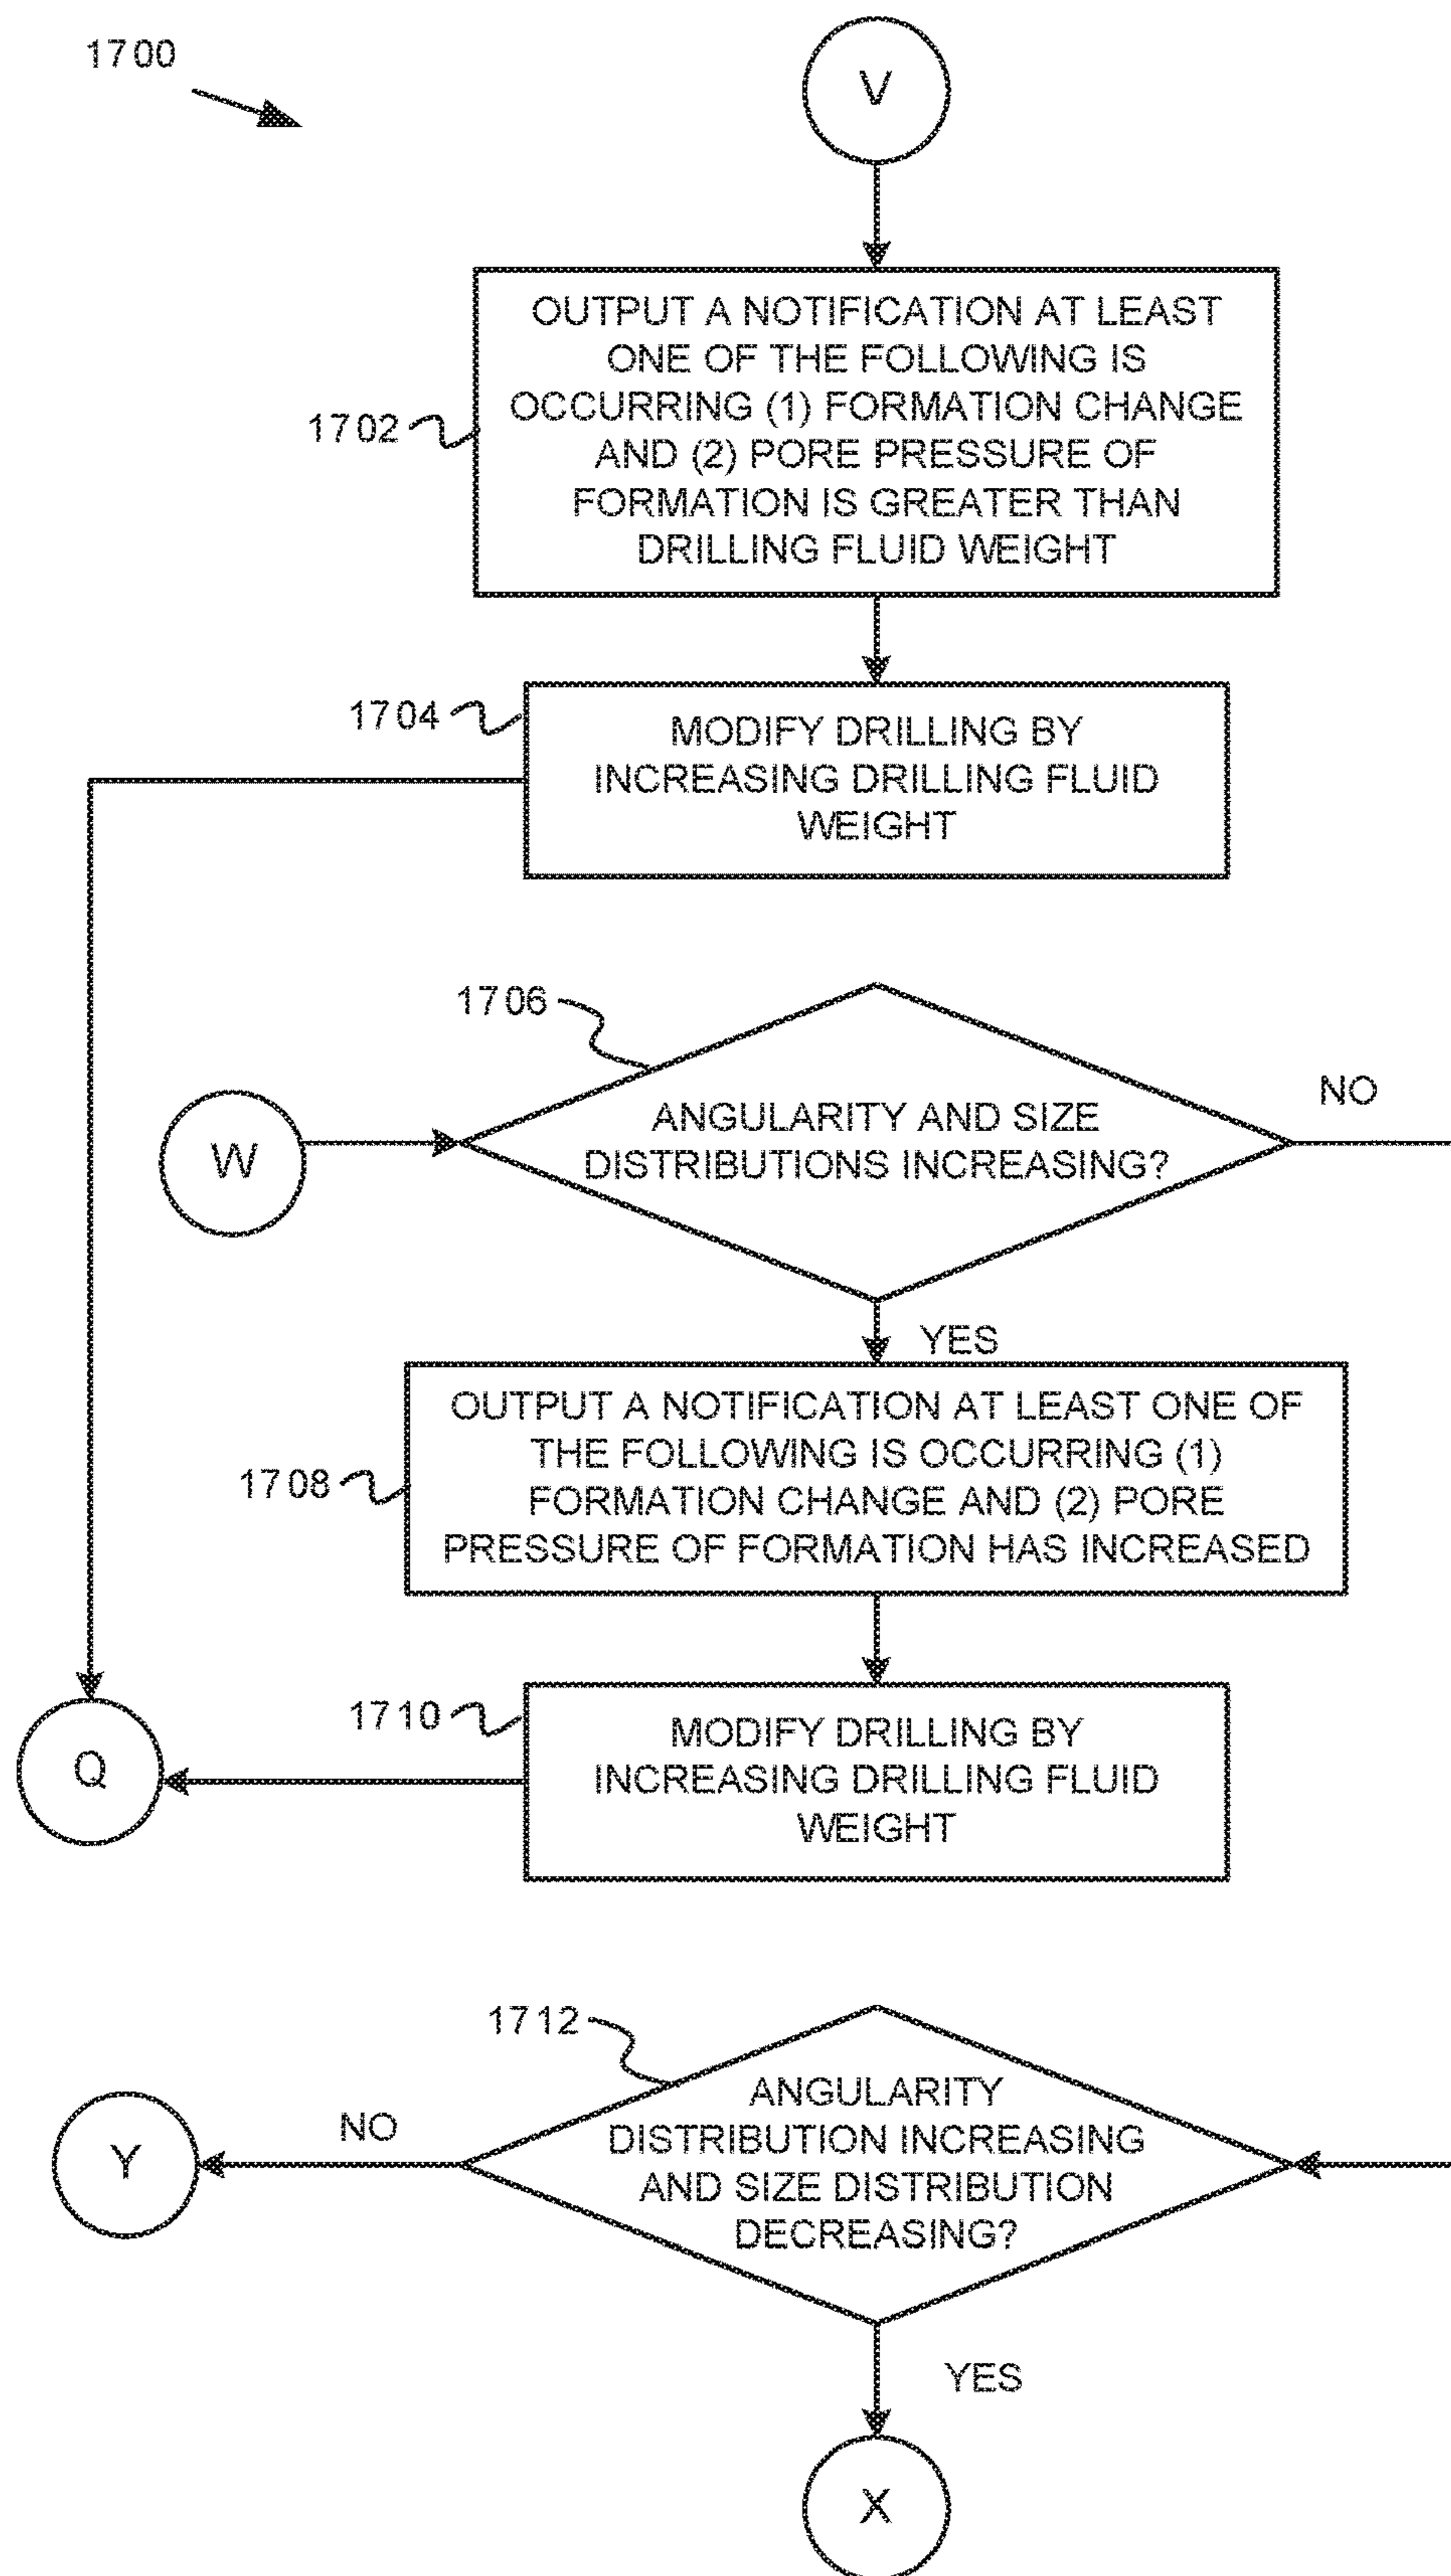 1700
V
OUTPUT A NOTIFICATION AT LEAST
ONE OF THE FOLLOWING IS
OCCURRING (1) FORMATION CHANGE
AND (2) PORE PRESSURE OF
FORMATION IS GREATER THAN
DRILLING FLUID WEIGHT
1702
1704
MODIFY DRILLING BY
INCREASING DRILLING FLUID
WEIGHT
1706
W
ANGULARITY AND SIZE
DISTRIBUTIONS INCREASING?
NO
YES
OUTPUT A NOTIFICATION AT LEAST ONE OF
THE FOLLOWING IS OCCURRING (1)
FORMATION CHANGE AND (2) PORE
PRESSURE OF FORMATION HAS INCREASED
1708
1710
MODIFY DRILLING BY
INCREASING DRILLING FLUID
WEIGHT
Q
1712
ANGULARITY
DISTRIBUTION INCREASING
AND SIZE DISTRIBUTION
DECREASING?
NO
Y
YES
X